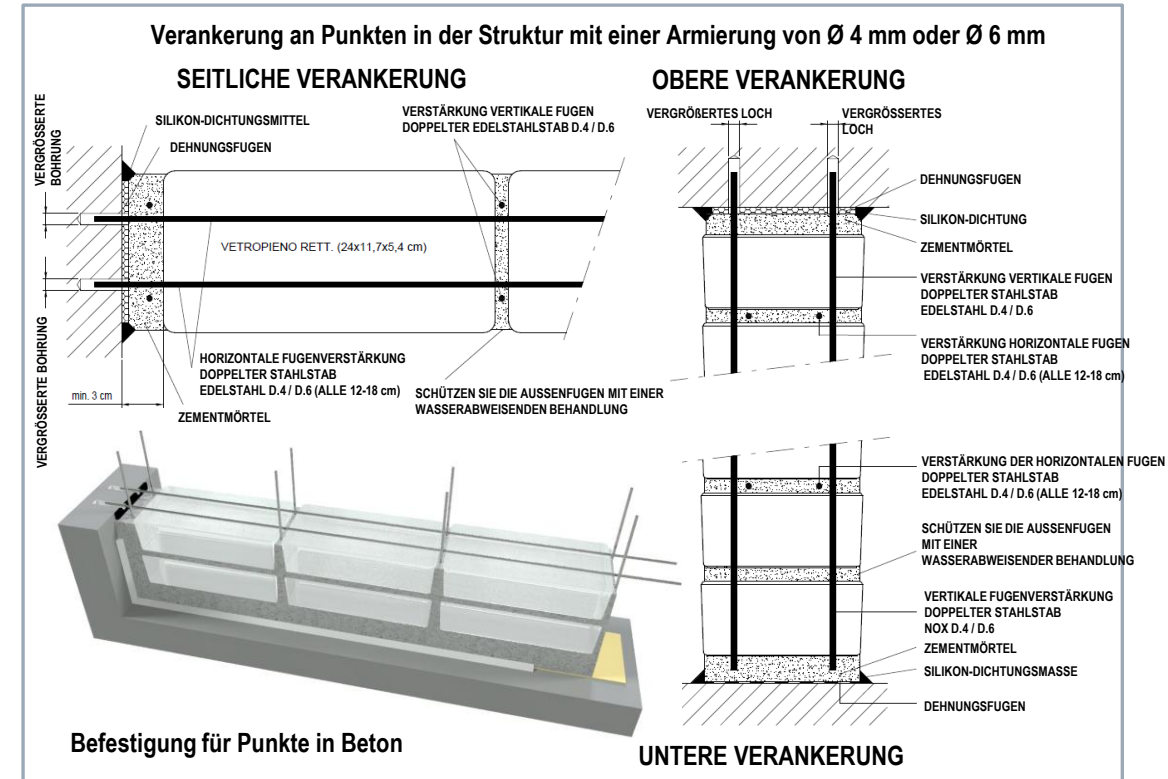 Verankerung an Punkten in der Struktur mit einer Armierung von Ø 4 mm oder Ø 6 mm
SEITLICHE VERANKERUNG
VERGRÖSSERTE
BOHRUNG
SILIKON-DICHTUNGSMITTEL
DEHNUNGSFUGEN
VERSTÄRKUNG VERTIKALE FUGEN
DOPPELTER EDELSTAHLSTAB D.4 / D.6
VETROPIENO RETT. (24x11,7x5,4 cm)
VERGRÖSSERTE BOHRUNG
HORIZONTALE FUGENVERSTÄRKUNG
DOPPELTER STAHLSTAB
EDELSTAHL D.4 / D.6 (ALLE 12-18 cm)
min. 3 cm
ZEMENTMÖRTEL
SCHÜTZEN SIE DIE AUSSENFUGEN MIT EINER
WASSERABWEISENDEN BEHANDLUNG
Befestigung für Punkte in Beton
OBERE VERANKERUNG
VERGRÖßERTES LOCH
VERGRÖSSERTES
LOCH
DEHNUNGSFUGEN
SILIKON-DICHTUNG
ZEMENTMÖRTEL
VERSTÄRKUNG VERTIKALE FUGEN
DOPPELTER STAHLSTAB
EDELSTAHL D.4 / D.6
VERSTÄRKUNG HORIZONTALE FUGEN
DOPPELTER STAHLSTAB
EDELSTAHL D.4 / D.6 (ALLE 12-18 cm)
VERSTÄRKUNG DER HORIZONTALEN FUGEN
DOPPELTER STAHLSTAB
EDELSTAHL D.4 / D.6 (ALLE 12-18 cm)
SCHÜTZEN SIE DIE AUSSENFUGEN
MIT EINER
WASSERABWEISENDER BEHANDLUNG
VERTIKALE FUGENVERSTÄRKUNG
DOPPELTER STAHLSTAB
NOX D.4 / D.6
ZEMENTMÖRTEL
SILIKON-DICHTUNGSMASSE
DEHNUNGSFUGEN
UNTERE VERANKERUNG